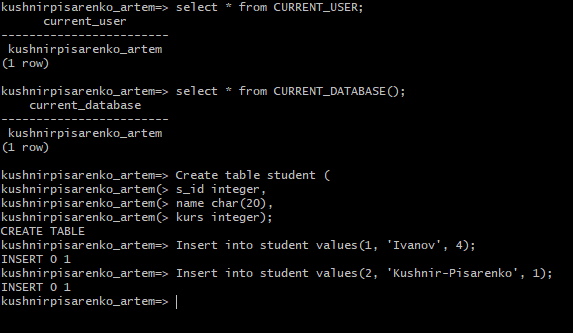 kushnirpisarenko_artem=> select * from CURRENT_USER;
current_user
------------------------
kushnirpisarenko_artem
(1 row)
kushnirpisarenko_artem=> select * from CURRENT_DATABASE();
current_database
------------------------
kushnirpisarenko_artem
(1 row)
kushnirpisarenko_artem=> Create table student (
kushnirpisarenko_artem(> s_id integer,
kushnirpisarenko_artem(> name char(20),
kushnirpisarenko_artem(> kurs integer);
CREATE TABLE
kushnirpisarenko_artem=> Insert into student values(1, 'Ivanov', 4);
INSERT 0 1
kushnirpisarenko_artem=> Insert into student values(2, 'Kushnir-Pisarenko', 1);
INSERT 0 1
kushnirpisarenko_artem=>